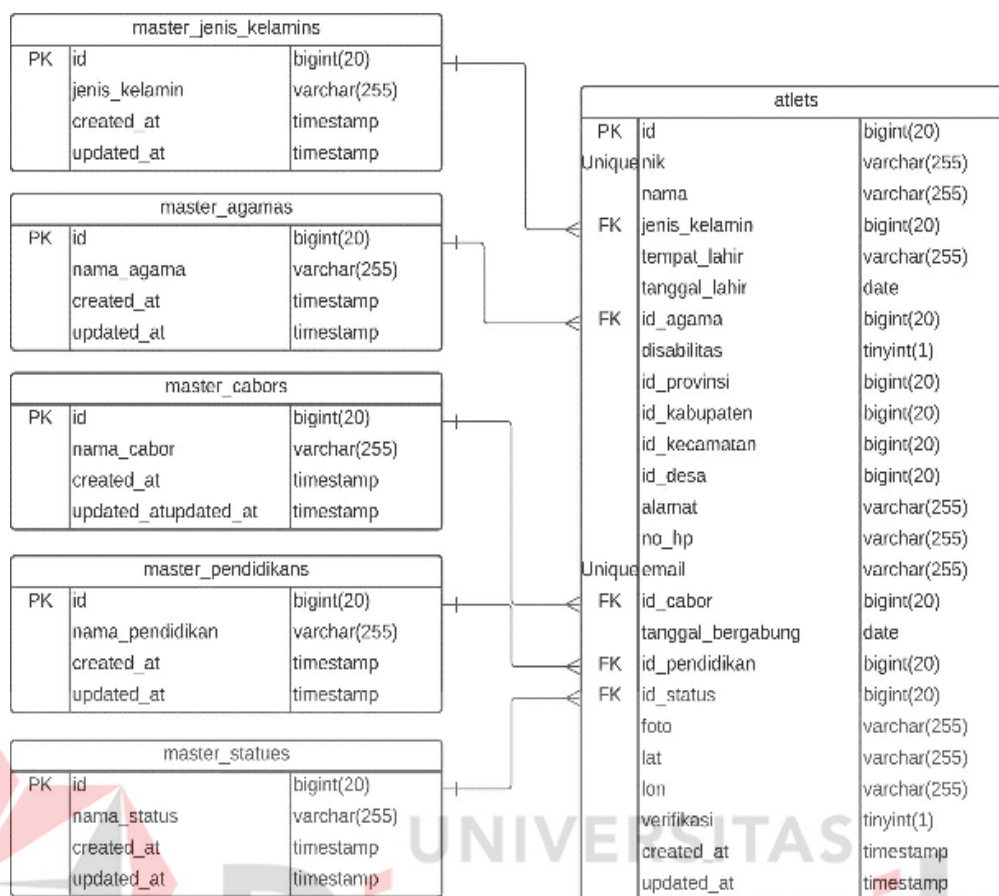 master_jenis_kelamins
PK id bigint(20)
jenis_kelamin varchar(255)
created_at timestamp
updated_at timestamp
master_agamas
PK id bigint(20)
nama_agama varchar(255)
created_at timestamp
updated_at timestamp
master_cabors
PK id bigint(20)
nama_cabor varchar(255)
created_at timestamp
updated_atupdated_at timestamp
master_pendidikans
PK id bigint(20)
nama_pendidikan varchar(255)
created_at timestamp
updated_at timestamp
master_statues
PK id bigint(20)
nama_status varchar(255)
created_at timestamp
updated_at timestamp
atlets
PK id bigint(20)
Unique nik varchar(255)
nama varchar(255)
FK jenis_kelamin bigint(20)
tempat_lahir varchar(255)
tanggal_lahir date
FK id_agama bigint(20)
disabilitas tinyint(1)
id_provinsi bigint(20)
id_kabupaten bigint(20)
id_kecamatan bigint(20)
id_desa bigint(20)
alamat varchar(255)
no_hp varchar(255)
Unique email varchar(255)
FK id_cabor bigint(20)
tanggal_bergabung date
FK id_pendidikan bigint(20)
FK id_status bigint(20)
foto varchar(255)
lat varchar(255)
lon varchar(255)
verifikasi tinyint(1)
created_at timestamp
updated_at timestamp
UNIVERSITAS